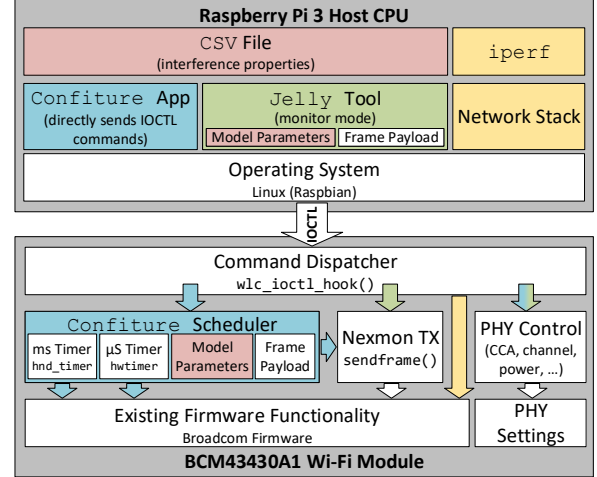 Raspberry Pi 3 Host CPU
CSV File
(interference properties)
iperf
Confiture App
(directly sends IOCTL
commands)
Jelly Tool
(monitor mode)
Model Parameters
Frame Payload
Network Stack
Operating System
Linux (Raspbian)
IOCTL
Command Dispatcher
wlc_ioctl_hook()
Confiture Scheduler
ms Timer
hnd_timer
µS Timer
hwtimer
Model
Parameters
Frame
Payload
Nexmon TX
sendframe()
PHY Control
(CCA, channel,
power, …)
Existing Firmware Functionality
Broadcom Firmware
PHY
Settings
BCM43430A1 Wi-Fi Module